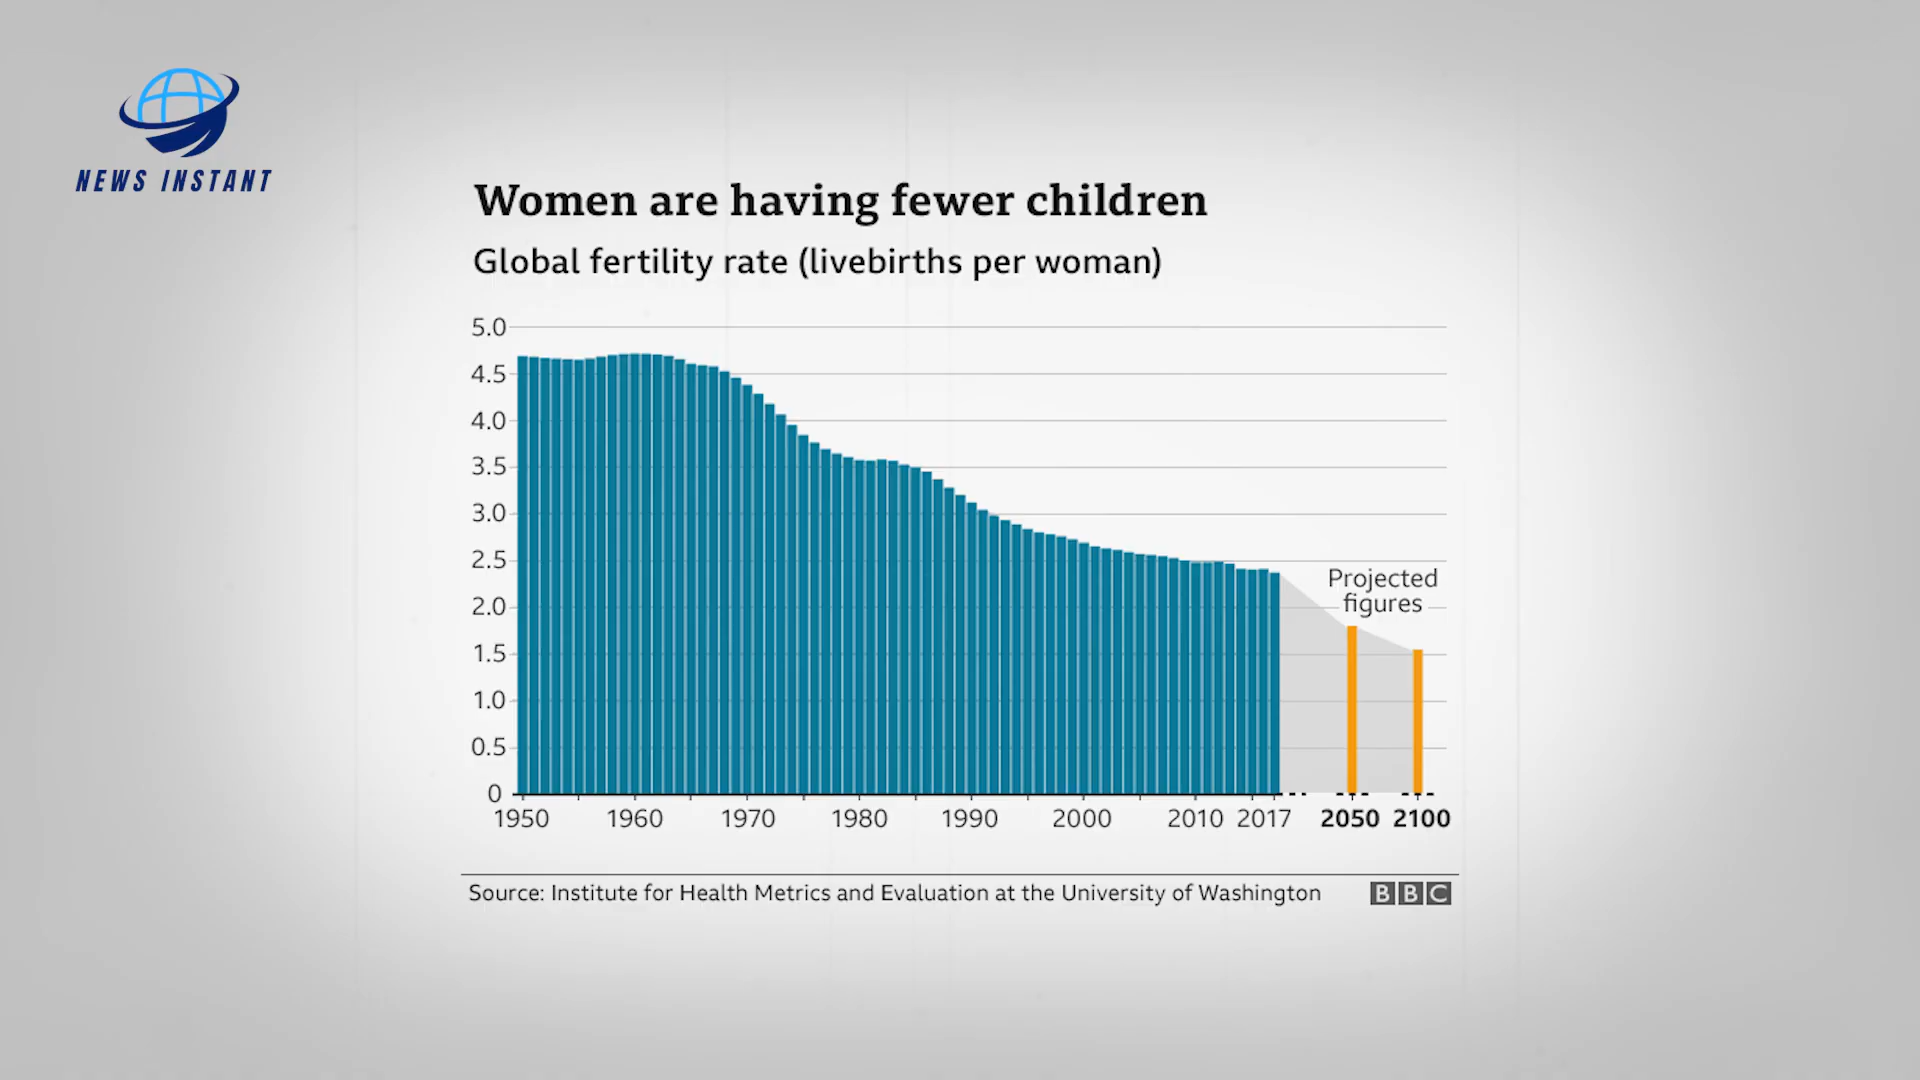 NEWS INSTANT
Women are having fewer children
Global fertility rate (livebirths per woman)
5.0
4.5
4.0
3.5
3.0
2.5
2.0
1.5
1.0
0.5
0
Projected
figures
1950 1960 1970 1980 1990 2000 2010 2017 2050 2100
Source: Institute for Health Metrics and Evaluation at the University of Washington BBC